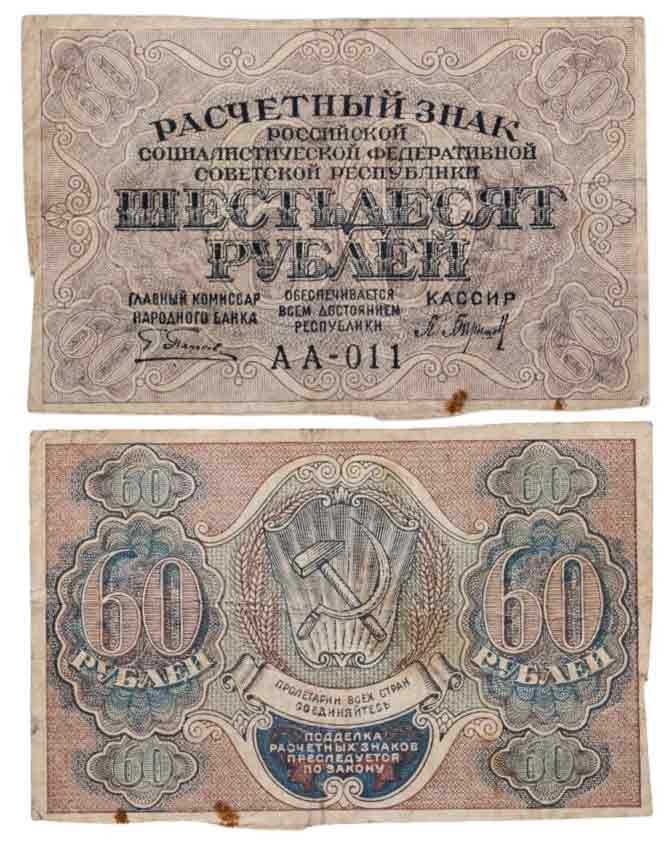 60 60
РАСЧЕТНЫЙ ЗНАК
РОССИЙСКОЙ
СОЦИАЛИСТИЧЕСКОЙ ФЕДЕРАТИВНОЙ
СОВЕТСКОЙ РЕСПУБЛИКИ
ШЕСТЬДЕСЯТ
РУБЛЕЙ
ГЛАВНЫЙ КОМИССАР
НАРОДНОГО БАНКА
ОБЕСПЕЧИВАЕТСЯ
ВСЕМ ДОСТОЯНИЕМ
РЕСПУБЛИКИ
КАССИР
60 60
АА-011
60 60
60 60
РУБЛЕЙ РУБЛЕЙ
ПРОЛЕТАРИИ ВСЕХ СТРАН
СОЕДИНЯЙТЕСЬ
ПОДДЕЛКА
РАСЧЕТНЫХ ЗНАКОВ
ПРЕСЛЕДУЕТСЯ
ПО ЗАКОНУ
60 60